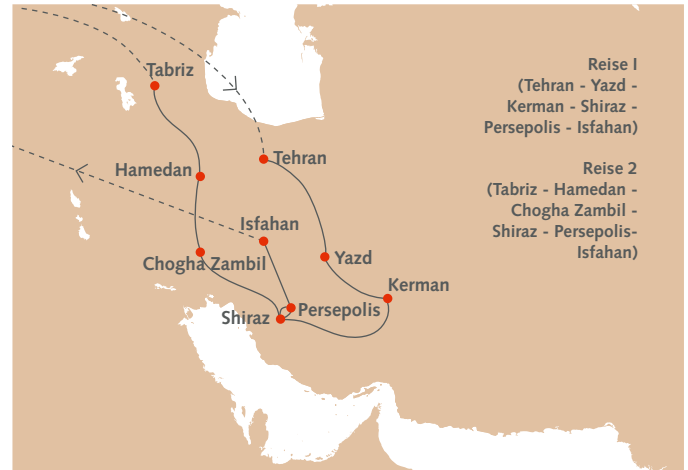 Tabriz
Tehran
Hamedan
Isfahan
Chogha Zambil
Yazd
Kerman
Shiraz
Persepolis
Reise 1
(Tehran - Yazd -
Kerman - Shiraz -
Persepolis - Isfahan)
Reise 2
(Tabriz - Hamedan -
Chogha Zambil -
Shiraz - Persepolis-
Isfahan)